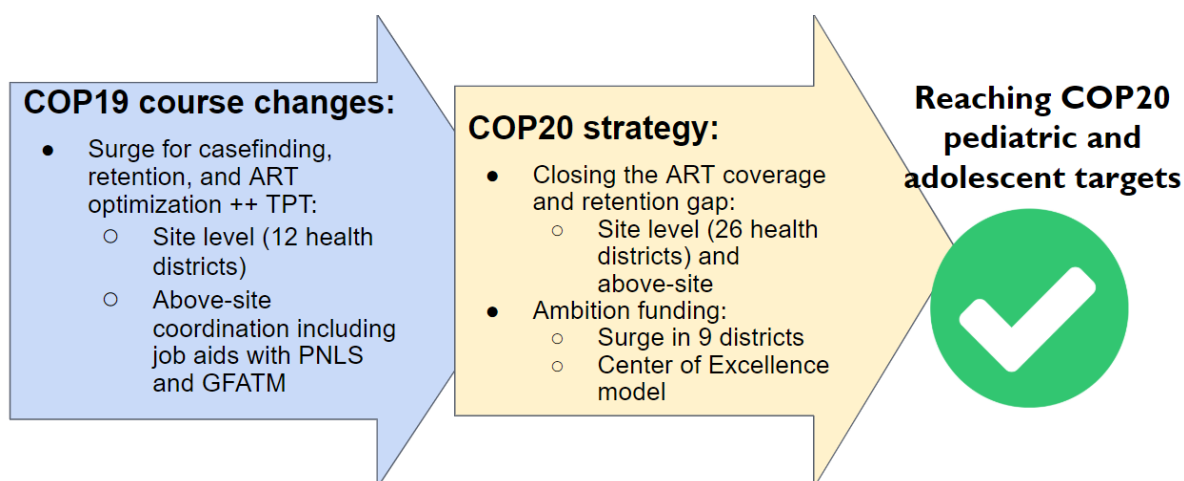 COP19 course changes:
● Surge for casefinding,
retention, and ART
optimization ++ TPT:
○ Site level (12 health
districts)
○ Above-site
coordination including
job aids with PNLS
and GFATM
COP20 strategy:
● Closing the ART coverage
and retention gap:
○ Site level (26 health
districts) and
above-site
● Ambition funding:
○ Surge in 9 districts
○ Center of Excellence
model
Reaching COP20
pediatric and
adolescent targets